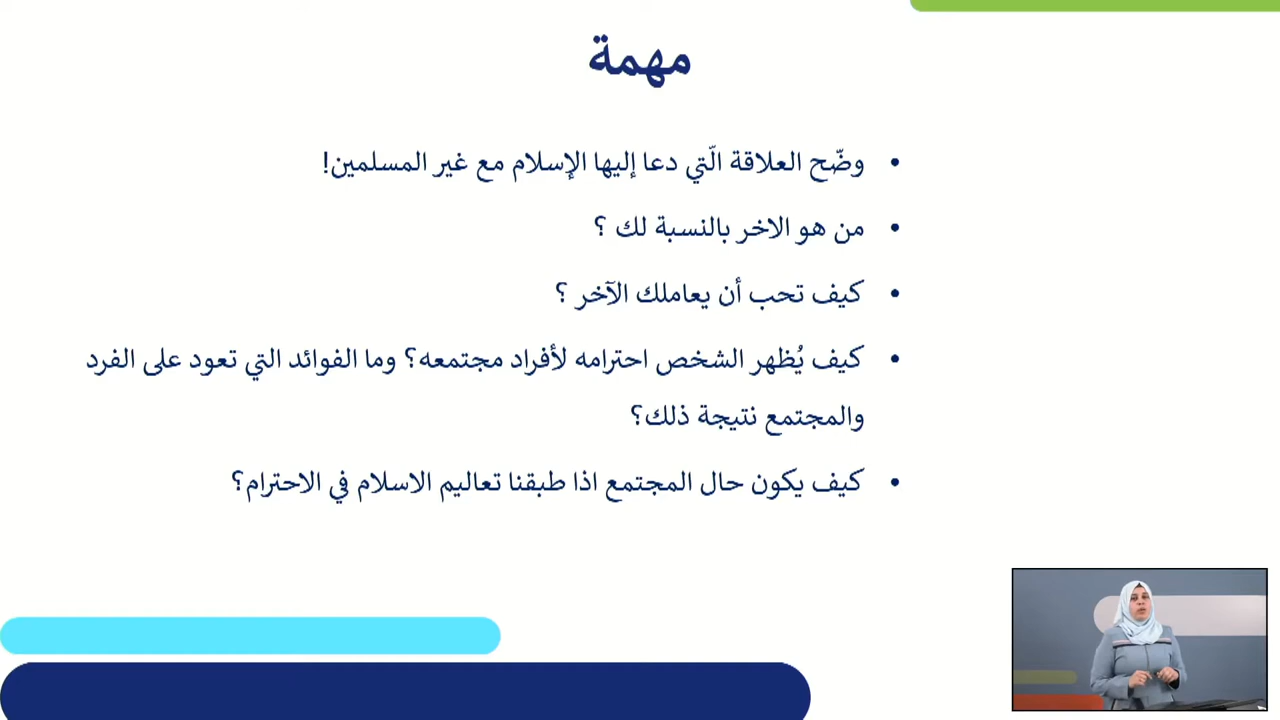 مهمة
• وضّح العلاقة الّتي دعا إليها الإسلام مع غير المسلمين!
• من هو الاخر بالنسبة لك ؟
• كيف تحب أن يعاملك الآخر ؟
• كيف يُظهر الشخص احترامه لأفراد مجتمعه؟ وما الفوائد التي تعود على الفرد
والمجتمع نتيجة ذلك؟
• كيف يكون حال المجتمع اذا طبقنا تعاليم الاسلام في الاحترام؟